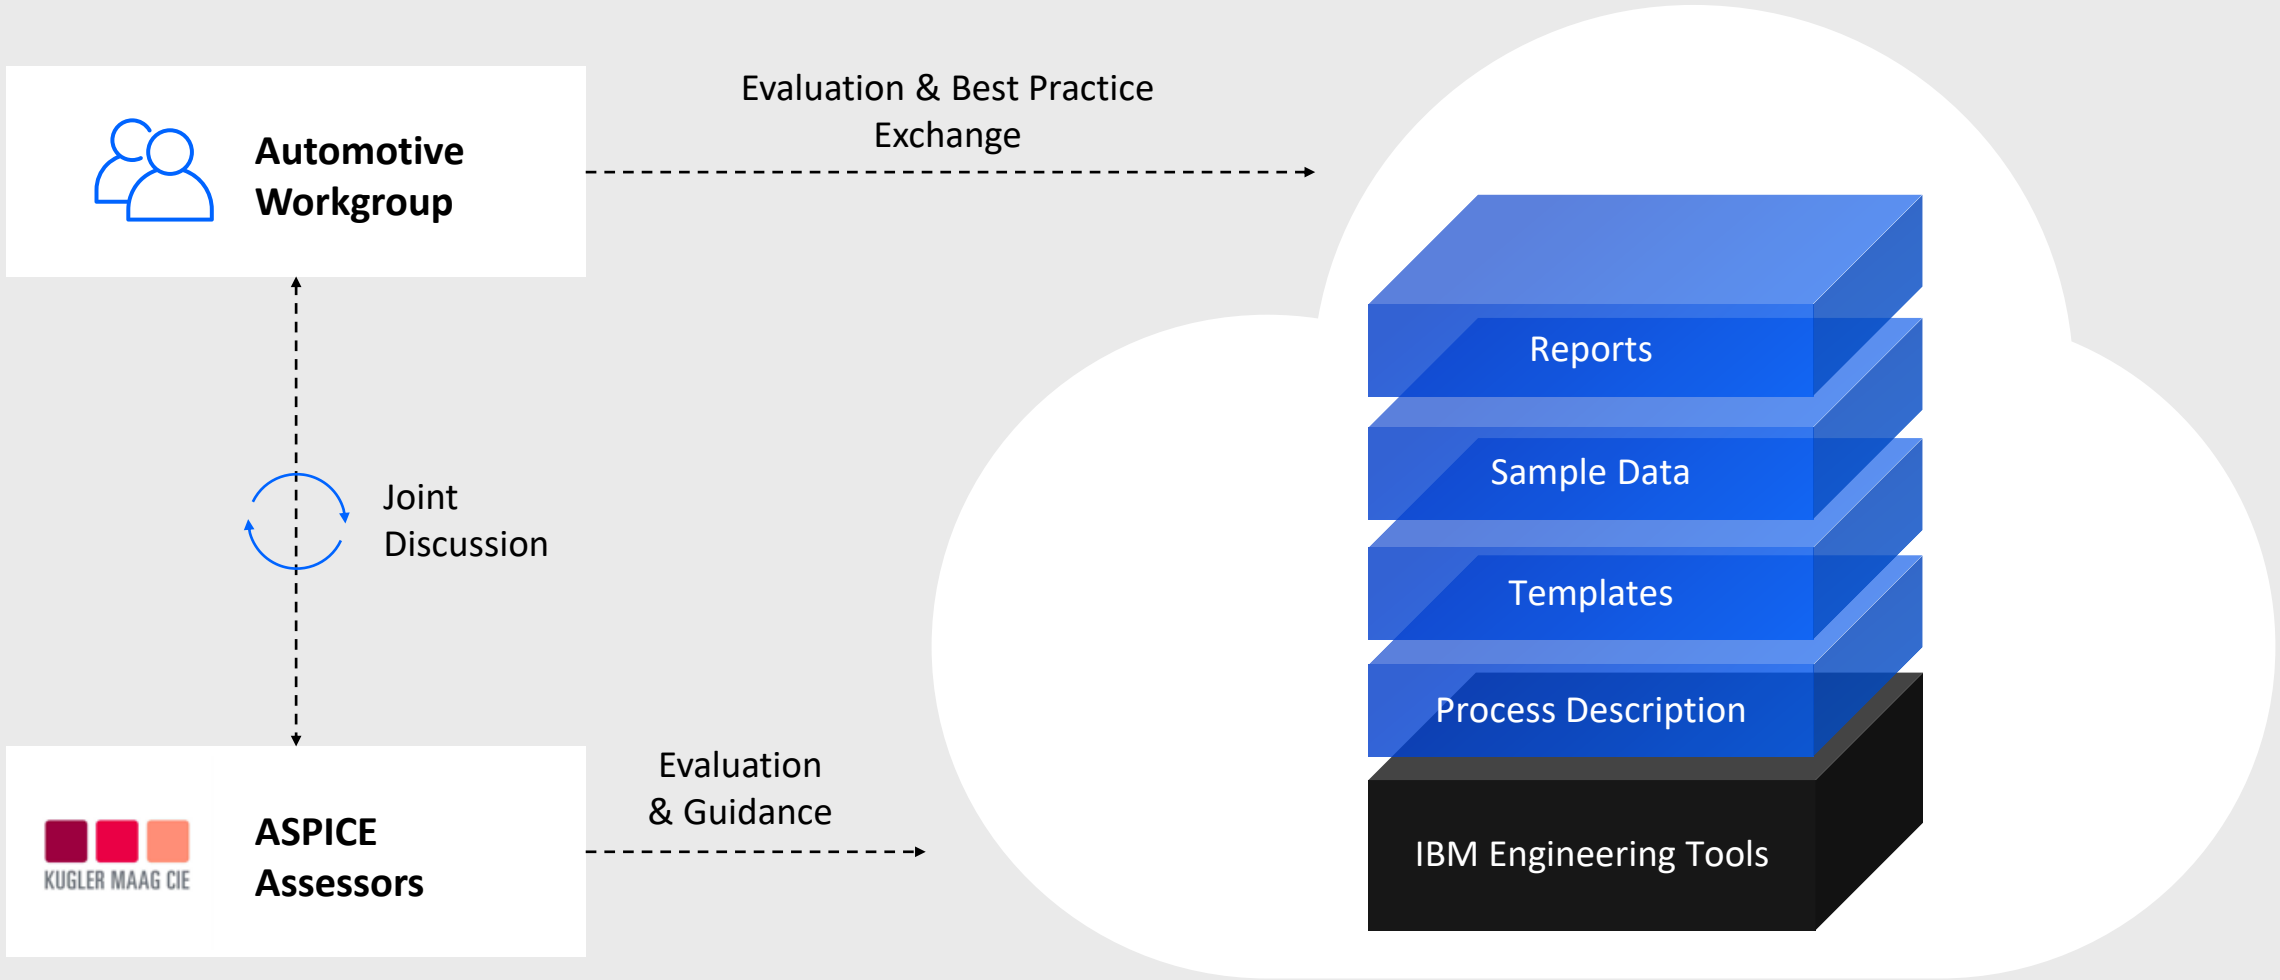 Automotive
Workgroup
Evaluation & Best Practice
Exchange
Joint
Discussion
KUGLER MAAG CIE
ASPICE
Assessors
Evaluation
& Guidance
Reports
Sample Data
Templates
Process Description
IBM Engineering Tools